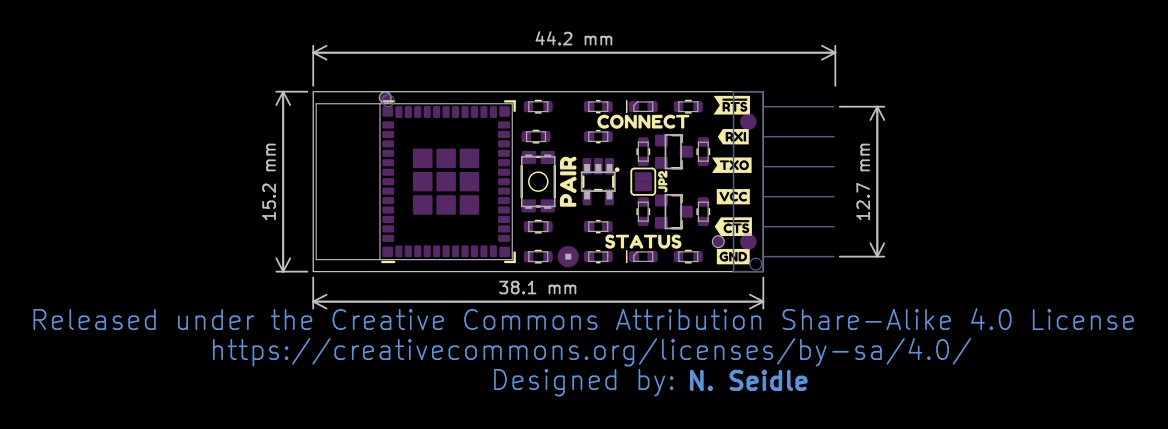 44.2 mm
RTS
CONNECT
RXI
15.2 mm
PAIR
JP2
TXO
12.7 mm
VCC
CTS
STATUS
GND
38.1 mm
Released under the Creative Commons Attribution Share-Alike 4.0 License
https://creativecommons.org/licenses/by-sa/4.0/
Designed by: N. Seidle